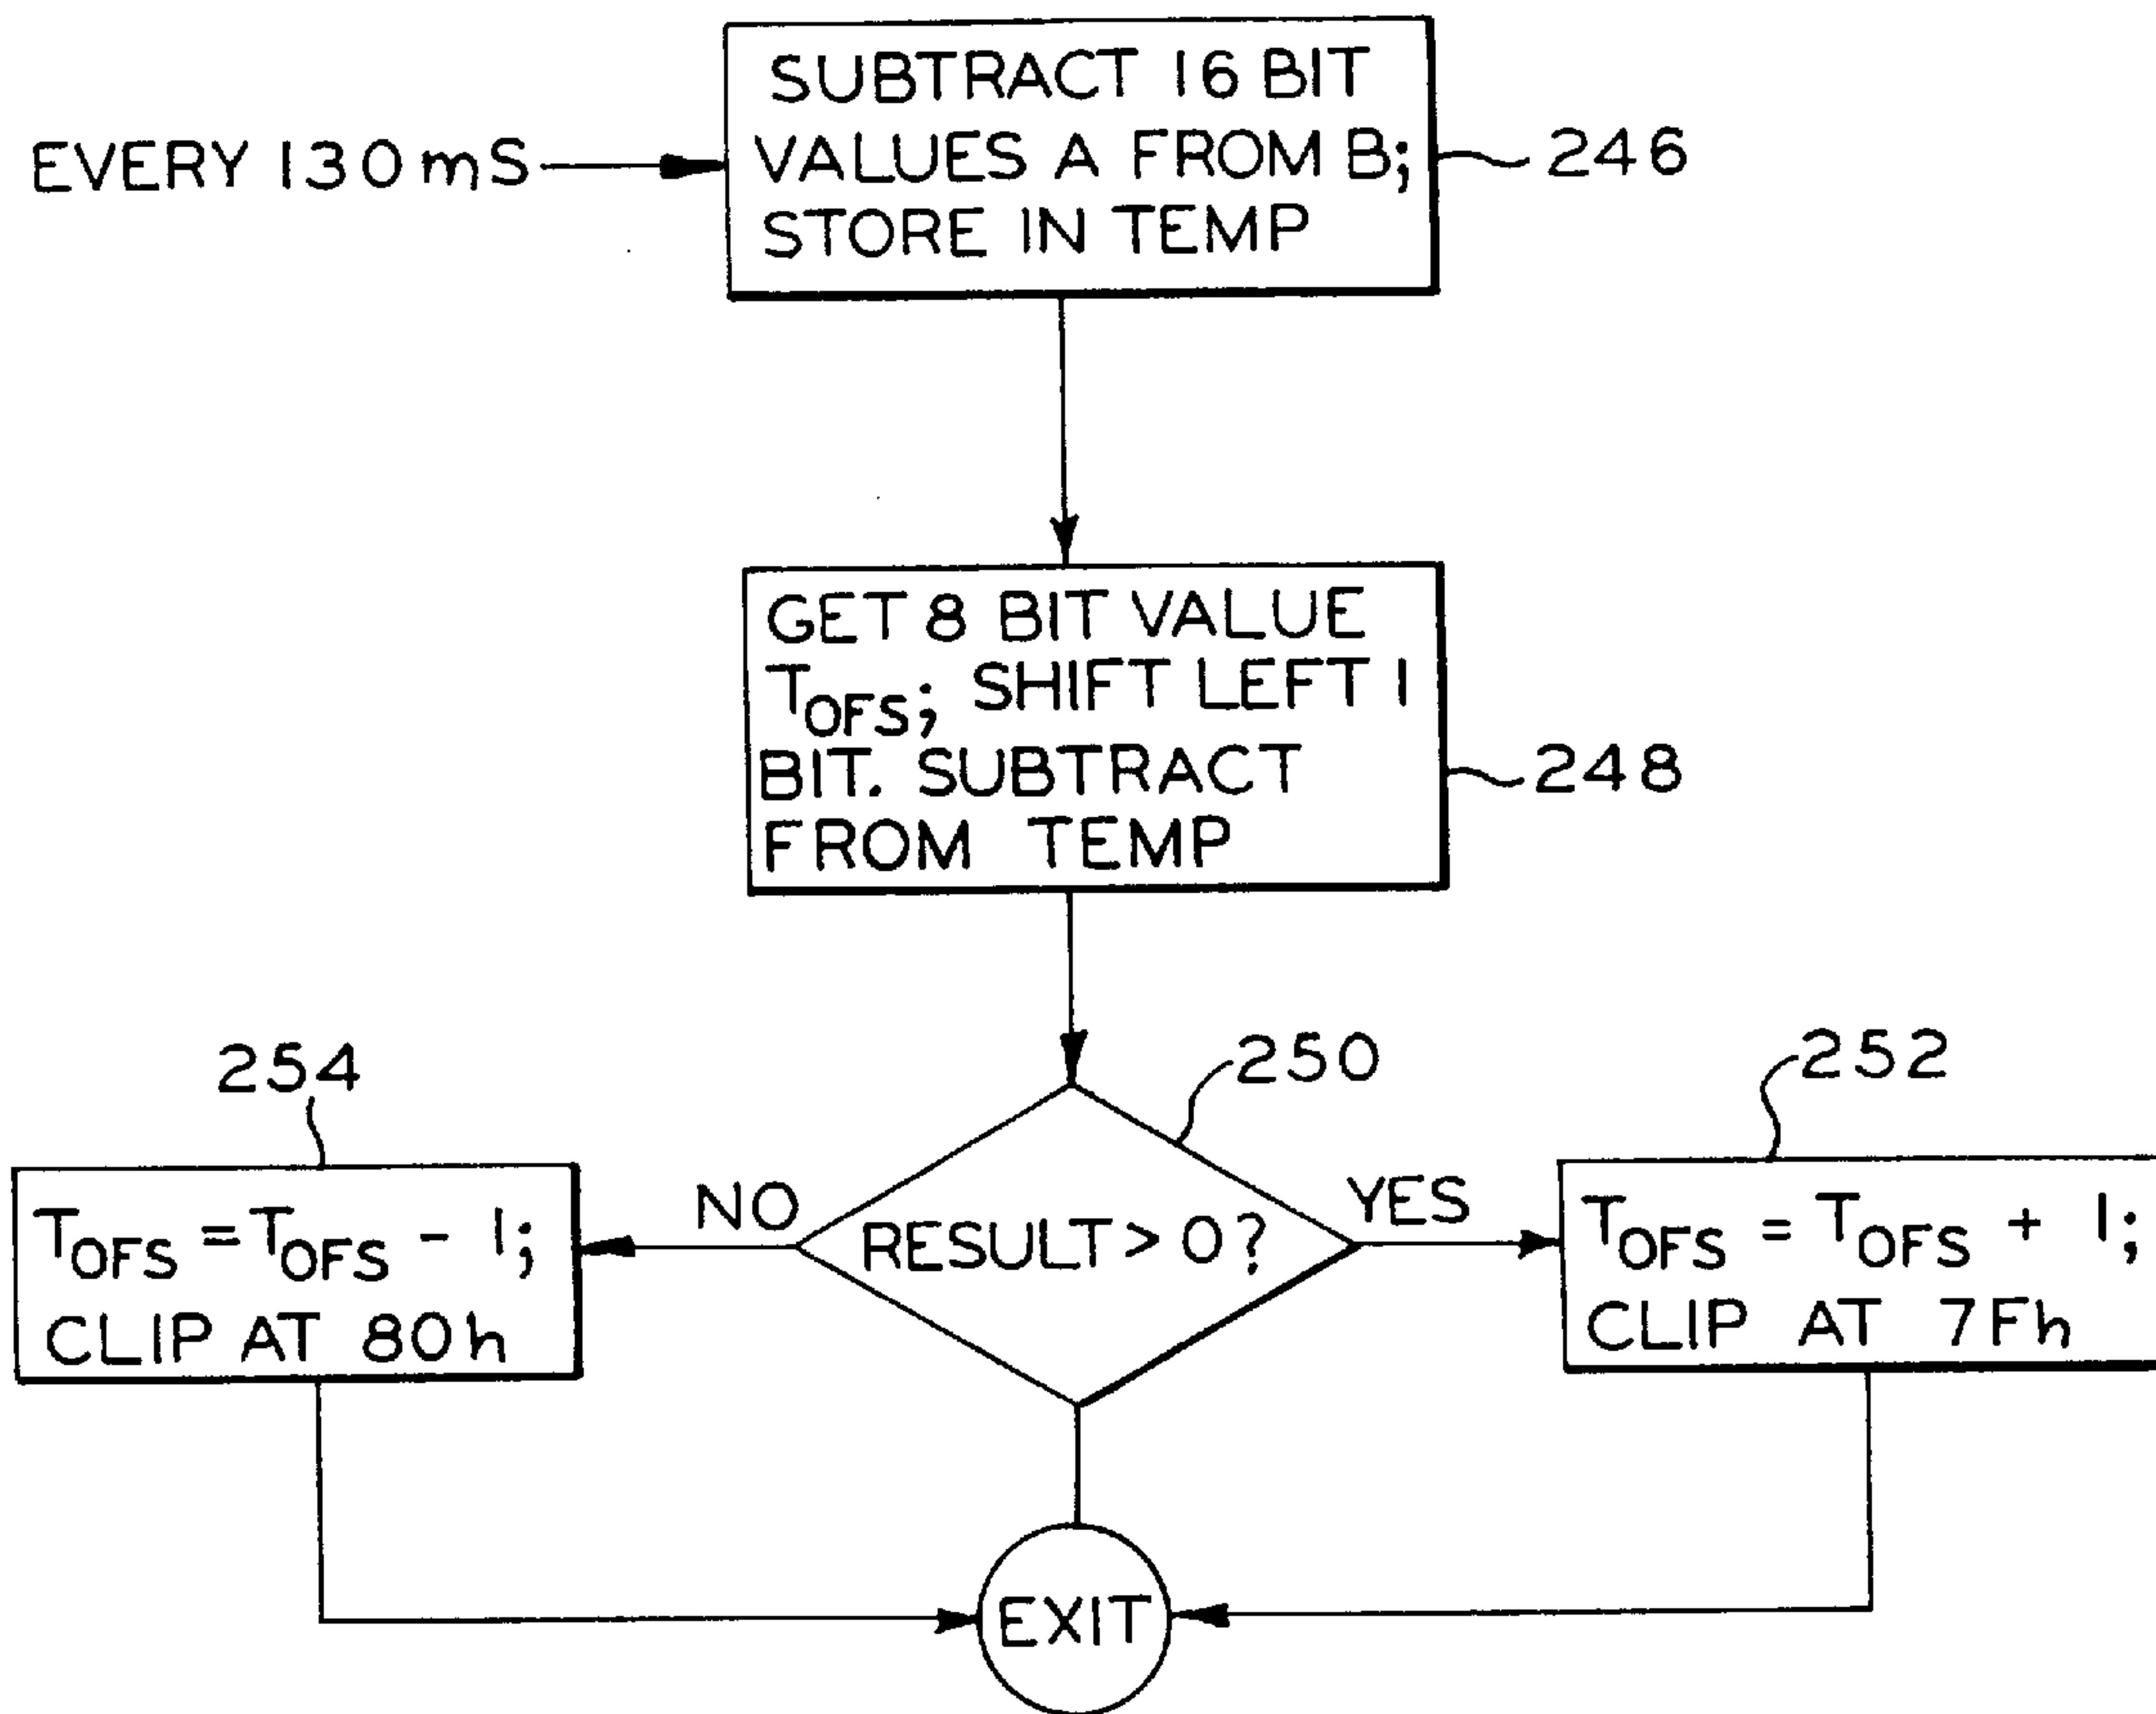 SUBTRACT 16 BIT
VALUES A FROM B;
STORE IN TEMP
EVERY 130mS
246
GET 8 BIT VALUE
TOFS; SHIFT LEFT 1
BIT. SUBTRACT
FROM TEMP
248
254
250
252
TOFS = TOFS - 1;
CLIP AT 80h
NO
RESULT > 0?
YES
TOFS = TOFS + 1;
CLIP AT 7Fh
EXIT